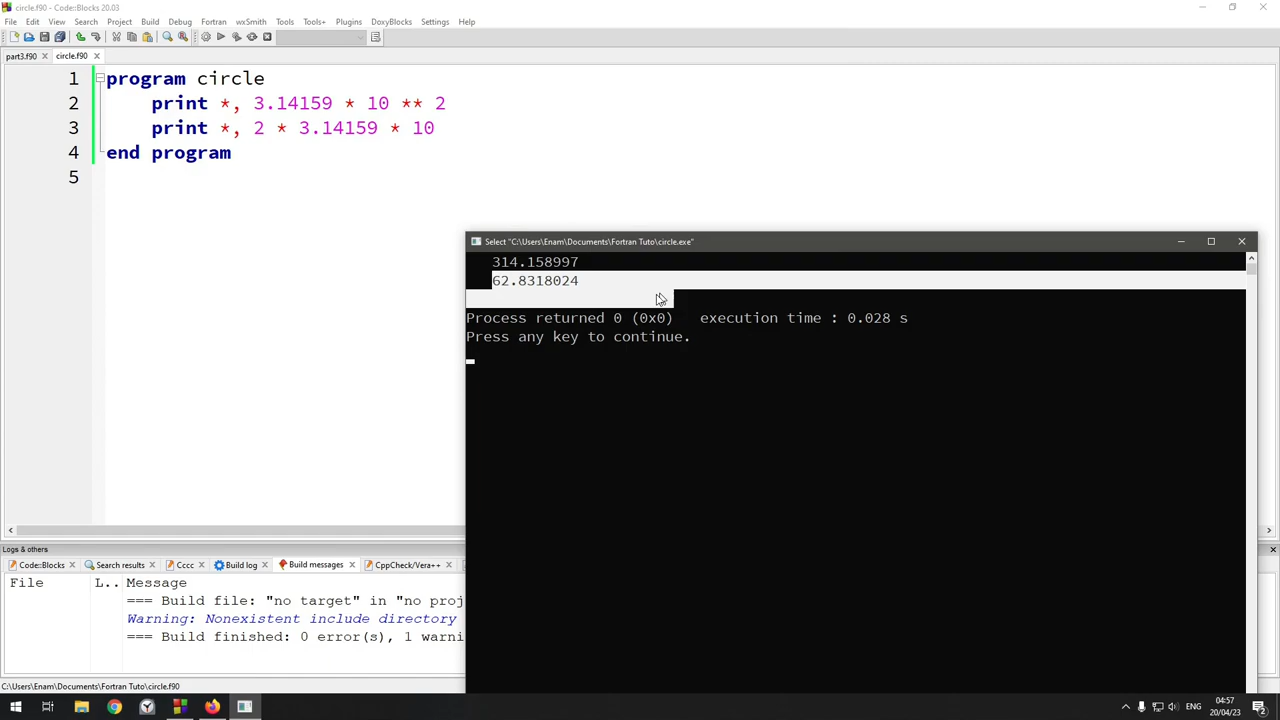 circle.f90 - Code::Blocks 20.03
File Edit View Search Project Build Debug Fortran wxSmith Tools Tools+ Plugins DoxyBlocks Settings Help
part3.f90 circle.f90
1 program circle
2 print *, 3.14159 * 10 ** 2
3 print *, 2 * 3.14159 * 10
4 end program
5
Select "C:\Users\Enam\Documents\Fortran Tuto\circle.exe"
314.158997
62.8318024
Process returned 0 (0x0) execution time : 0.028 s
Press any key to continue.
Logs & others
Code::Blocks Search results Cccc Build log Build messages CppCheck/Vera++
File L.. Message
=== Build file: "no target" in "no proj
Warning: Nonexistent include directory
=== Build finished: 0 error(s), 1 warni
C:\Users\Enam\Documents\Fortran Tuto\circle.f90
ENG 04:57
20/04/23
2